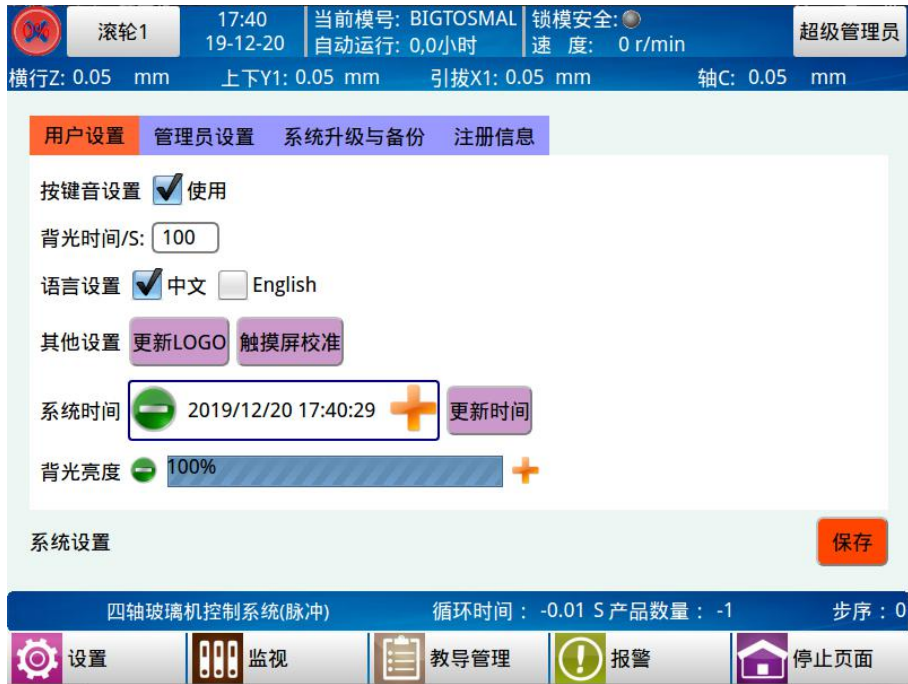 0% 滚轮1 17:40 当前模号: BIGTOSMAL 锁模安全: 超级管理员
19-12-20 自动运行: 0,0小时 速 度: 0 r/min
横行Z: 0.05 mm 上下Y1: 0.05 mm 引拔X1: 0.05 mm 轴C: 0.05 mm
用户设置 管理员设置 系统升级与备份 注册信息
按键音设置 使用
背光时间/S: 100
语言设置 中文 English
其他设置 更新LOGO 触摸屏校准
系统时间 2019/12/20 17:40:29 更新时间
背光亮度 100%
系统设置 保存
四轴玻璃机控制系统(脉冲) 循环时间 : -0.01 S 产品数量 : -1 步序 : 0
设置 监视 教导管理 报警 停止页面